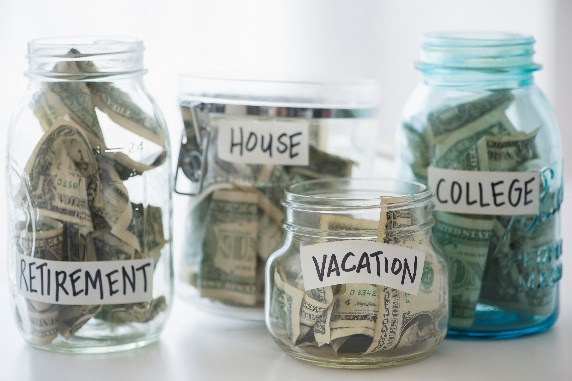 RETIREMENT
HOUSE
VACATION
COLLEGE